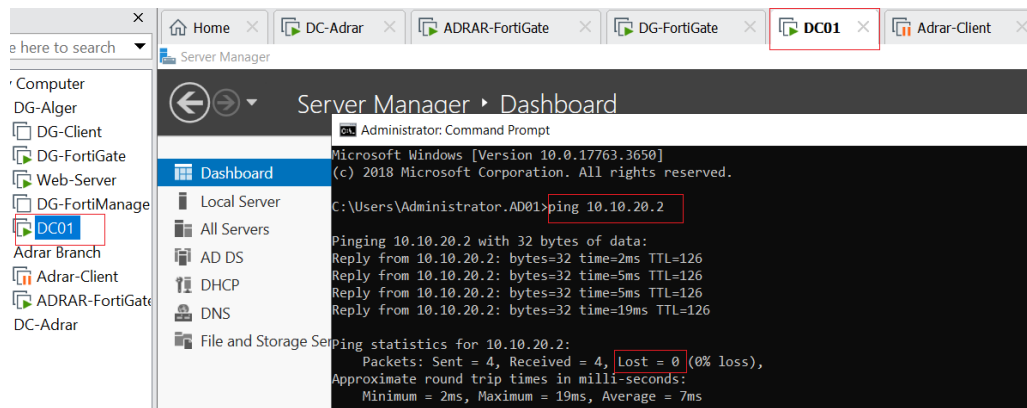 Home
DC-Adrar
ADRAR-FortiGate
DG-FortiGate
DC01
Adrar-Client
e here to search
Server Manager
Computer
DG-Alger
DG-Client
DG-FortiGate
Web-Server
DG-FortiManage
DC01
Adrar Branch
Adrar-Client
ADRAR-FortiGate
DC-Adrar
Server Manager • Dashboard
Dashboard
Local Server
All Servers
AD DS
DHCP
DNS
File and Storage Ser
Administrator: Command Prompt
Microsoft Windows [Version 10.0.17763.3650]
(c) 2018 Microsoft Corporation. All rights reserved.
C:\Users\Administrator.AD01>ping 10.10.20.2
Pinging 10.10.20.2 with 32 bytes of data:
Reply from 10.10.20.2: bytes=32 time=2ms TTL=126
Reply from 10.10.20.2: bytes=32 time=5ms TTL=126
Reply from 10.10.20.2: bytes=32 time=5ms TTL=126
Reply from 10.10.20.2: bytes=32 time=19ms TTL=126
Ping statistics for 10.10.20.2:
Packets: Sent = 4, Received = 4, Lost = 0 (0% loss),
Approximate round trip times in milli-seconds:
Minimum = 2ms, Maximum = 19ms, Average = 7ms